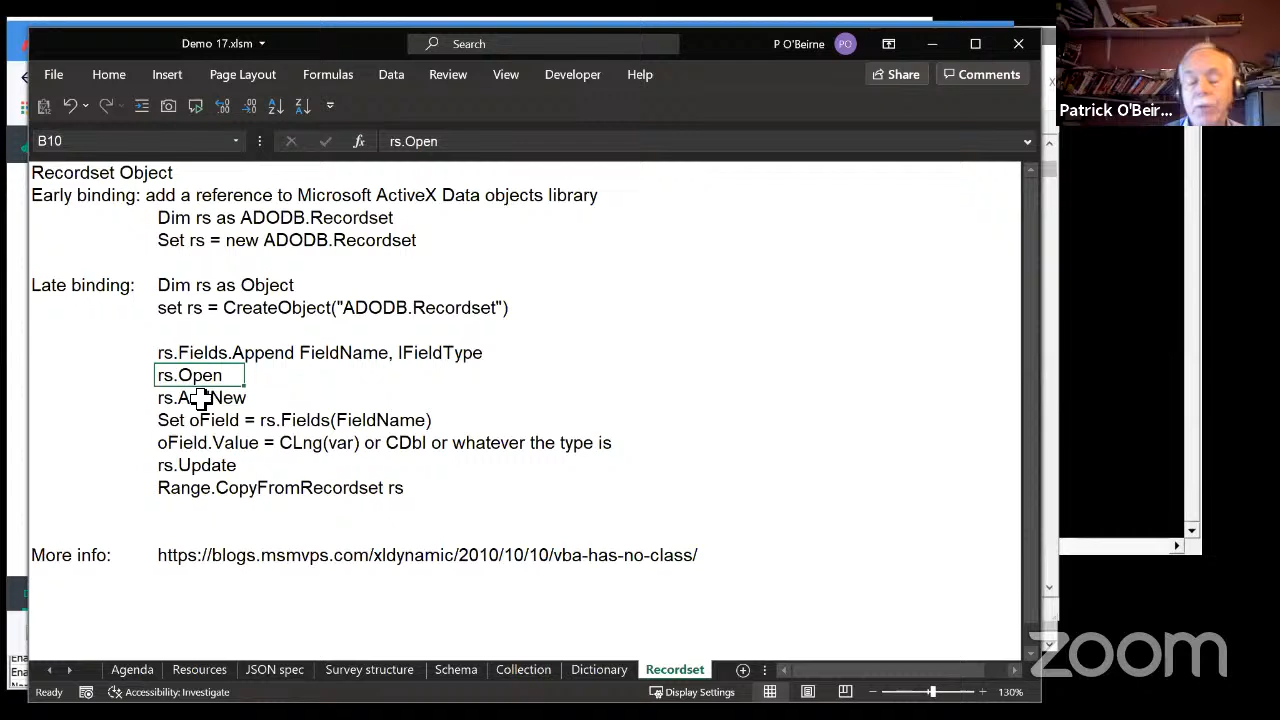 Demo 17.xlsm
Search
P O'Beirne
PO
File Home Insert Page Layout Formulas Data Review View Developer Help
Share
Comments
B10
fx
rs.Open
Recordset Object
Early binding: add a reference to Microsoft ActiveX Data objects library
Dim rs as ADODB.Recordset
Set rs = new ADODB.Recordset
Late binding: Dim rs as Object
set rs = CreateObject("ADODB.Recordset")
rs.Fields.Append FieldName, lFieldType
rs.Open
Set oField = rs.Fields(FieldName)
oField.Value = CLng(var) or CDbl or whatever the type is
rs.Update
Range.CopyFromRecordset rs
More info: https://blogs.msmvps.com/xldynamic/2010/10/10/vba-has-no-class/
Agenda Resources JSON spec Survey structure Schema Collection Dictionary Recordset
Ready
Accessibility: Investigate
Display Settings
130%
Patrick O'Beir...
zoom